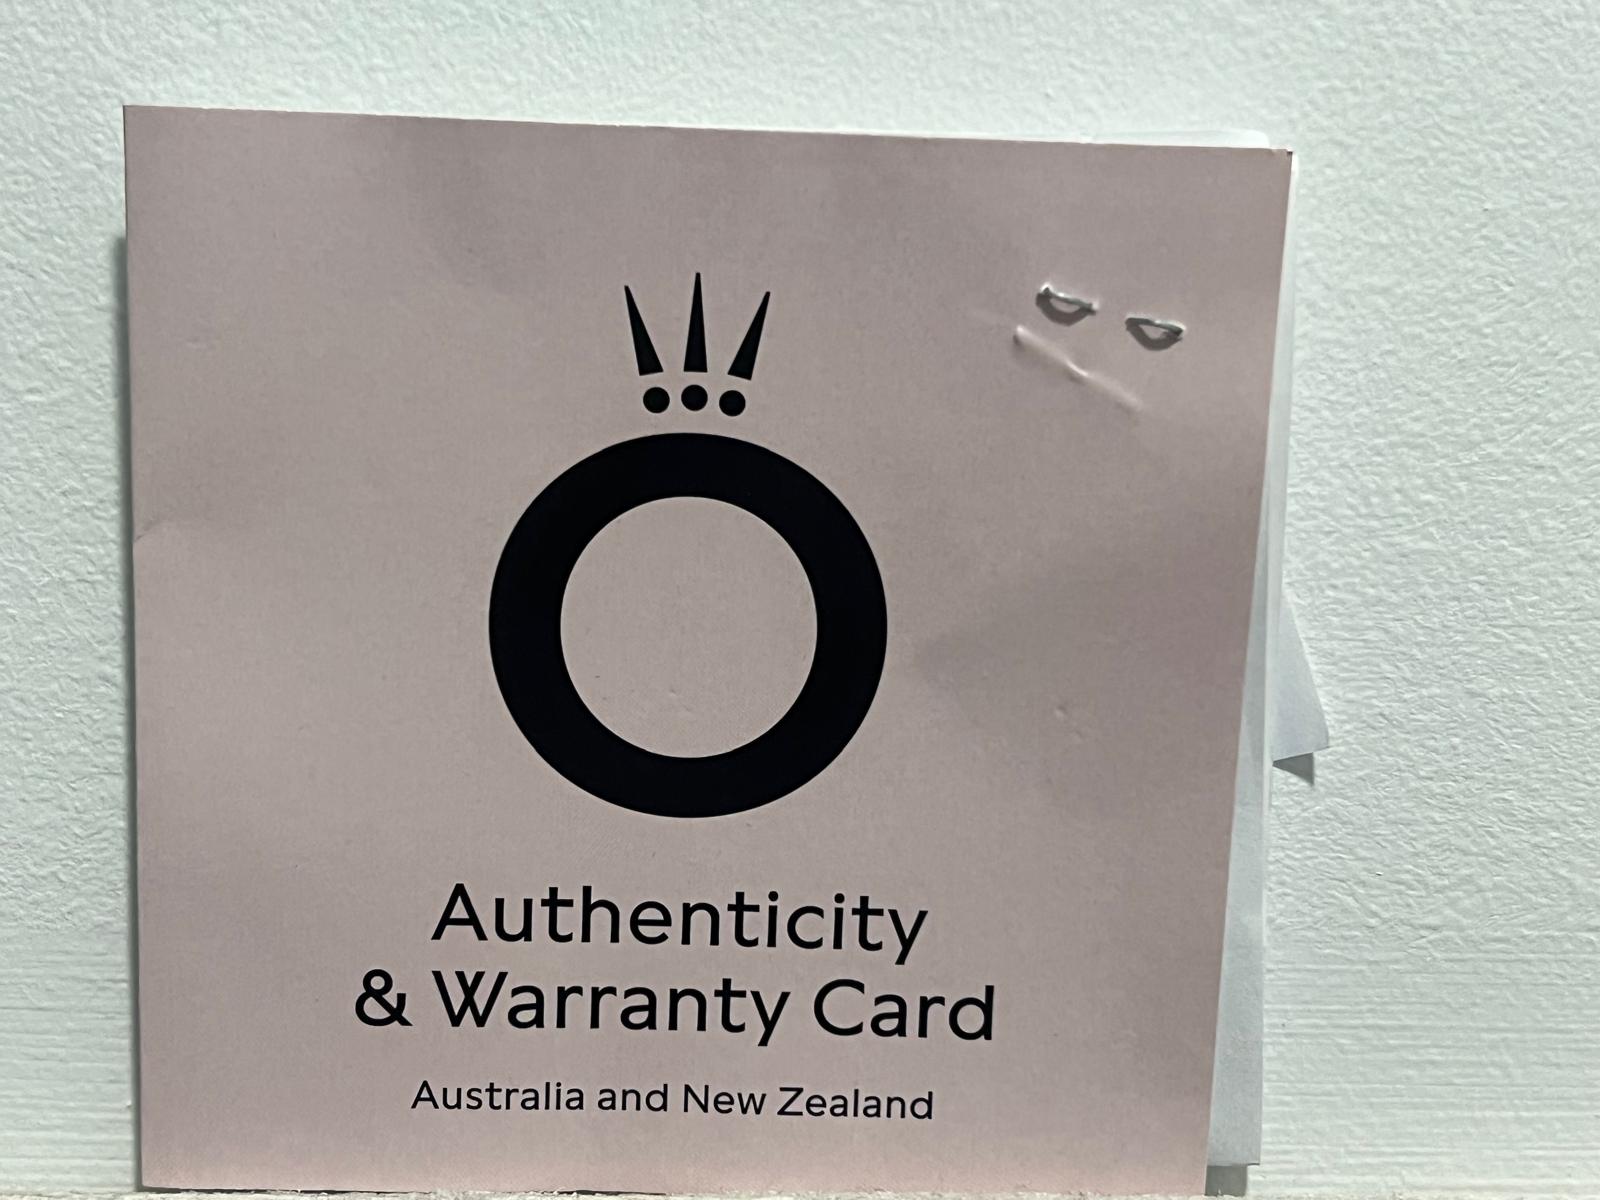 Authenticity
& Warranty Card
Australia and New Zealand